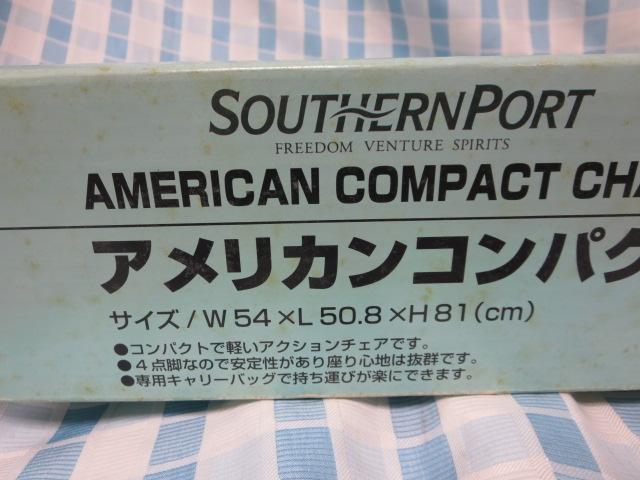 SOUTHERNPORT
FREEDOM VENTURE SPIRITS
AMERICAN COMPACT CHA
アメリカンコンパク
サイズ/W 54×L 50.8×H 81(cm)
●コンパクトで軽いアクションチェアです。
●4点脚なので安定性があり座り心地は抜群です。
●専用キャリーバッグで持ち運びが楽にできます。